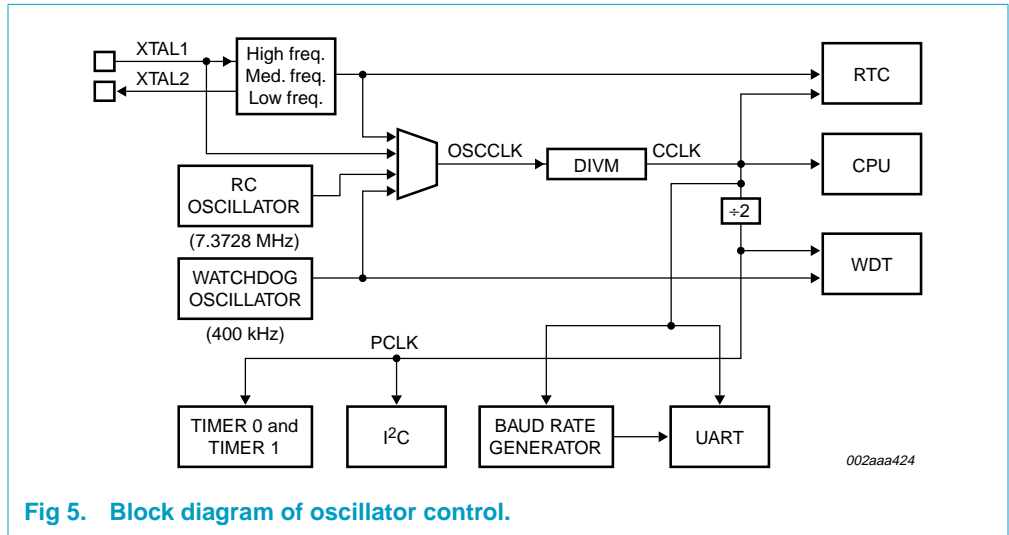 XTAL1
XTAL2
High freq.
Med. freq.
Low freq.
RTC
OSCCLK
DIVM
CCLK
CPU
RC
OSCILLATOR
(7.3728 MHz)
÷2
WDT
WATCHDOG
OSCILLATOR
(400 kHz)
PCLK
TIMER 0 and
TIMER 1
I²C
BAUD RATE
GENERATOR
UART
002aaa424
Fig 5. Block diagram of oscillator control.